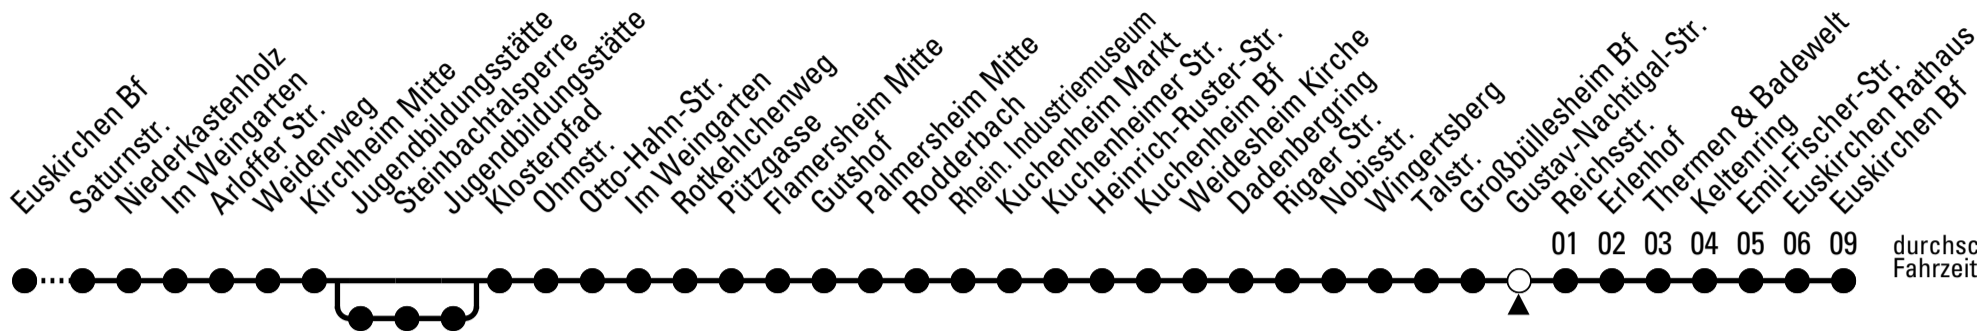 Euskirchen Bf
Saturnstr.
Niederkastenholz
Im Weingarten
Arloffer Str.
Weidenweg
Kirchheim Mitte
Jugendbildungsstätte
Steinbachtalsperre
Jugendbildungsstätte
Klosterpfad
Ohmstr.
Otto-Hahn-Str.
Im Weingarten
Rotkehlchenweg
Pützgasse
Flamersheim Mitte
Gutshof
Palmersheim Mitte
Rodderbach
Rhein. Industriemuseum
Kuchenheim Markt
Kuchenheimer Str.
Heinrich-Ruster-Str.
Kuchenheim Bf
Weidesheim Kirche
Dadenbergring
Rigaer Str.
Nobisstr.
Wingertsberg
Talstr.
Großbüllesheim Bf
Gustav-Nachtigal-Str.
Reichsstr.
Erlenhof
Thermen & Badewelt
Keltenring
Emil-Fischer-Str.
Euskirchen Rathaus
Euskirchen Bf
01 02 03 04 05 06 09
durchsc
Fahrzeit